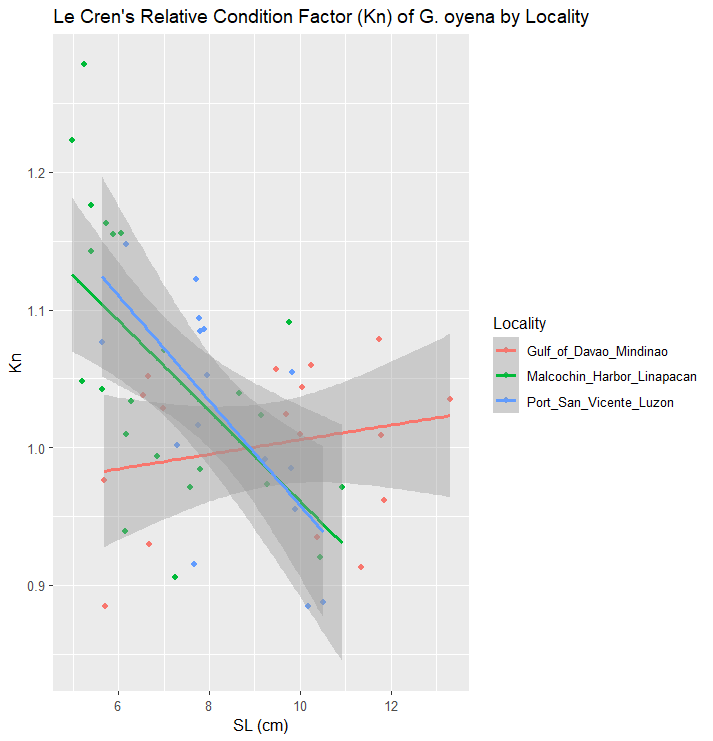 Le Cren's Relative Condition Factor (Kn) of G. oyena by Locality
1.2
1.1
1.0
0.9
Kn
6 8 10 12
SL (cm)
Locality
Gulf_of_Davao_Mindinao
Malcochin_Harbor_Linapacan
Port_San_Vicente_Luzon